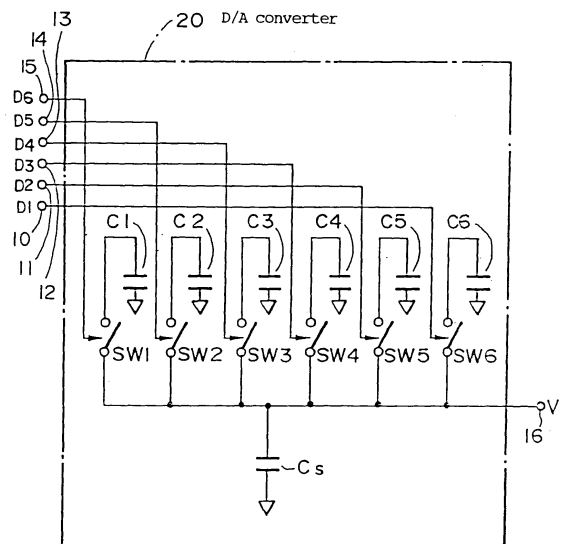 13
20 D/A converter
14
15
D6
D5
D4
D3
D2
D1
10
11
12
C1 C2 C3 C4 C5 C6
SW1 SW2 SW3 SW4 SW5 SW6
V
16
Cs